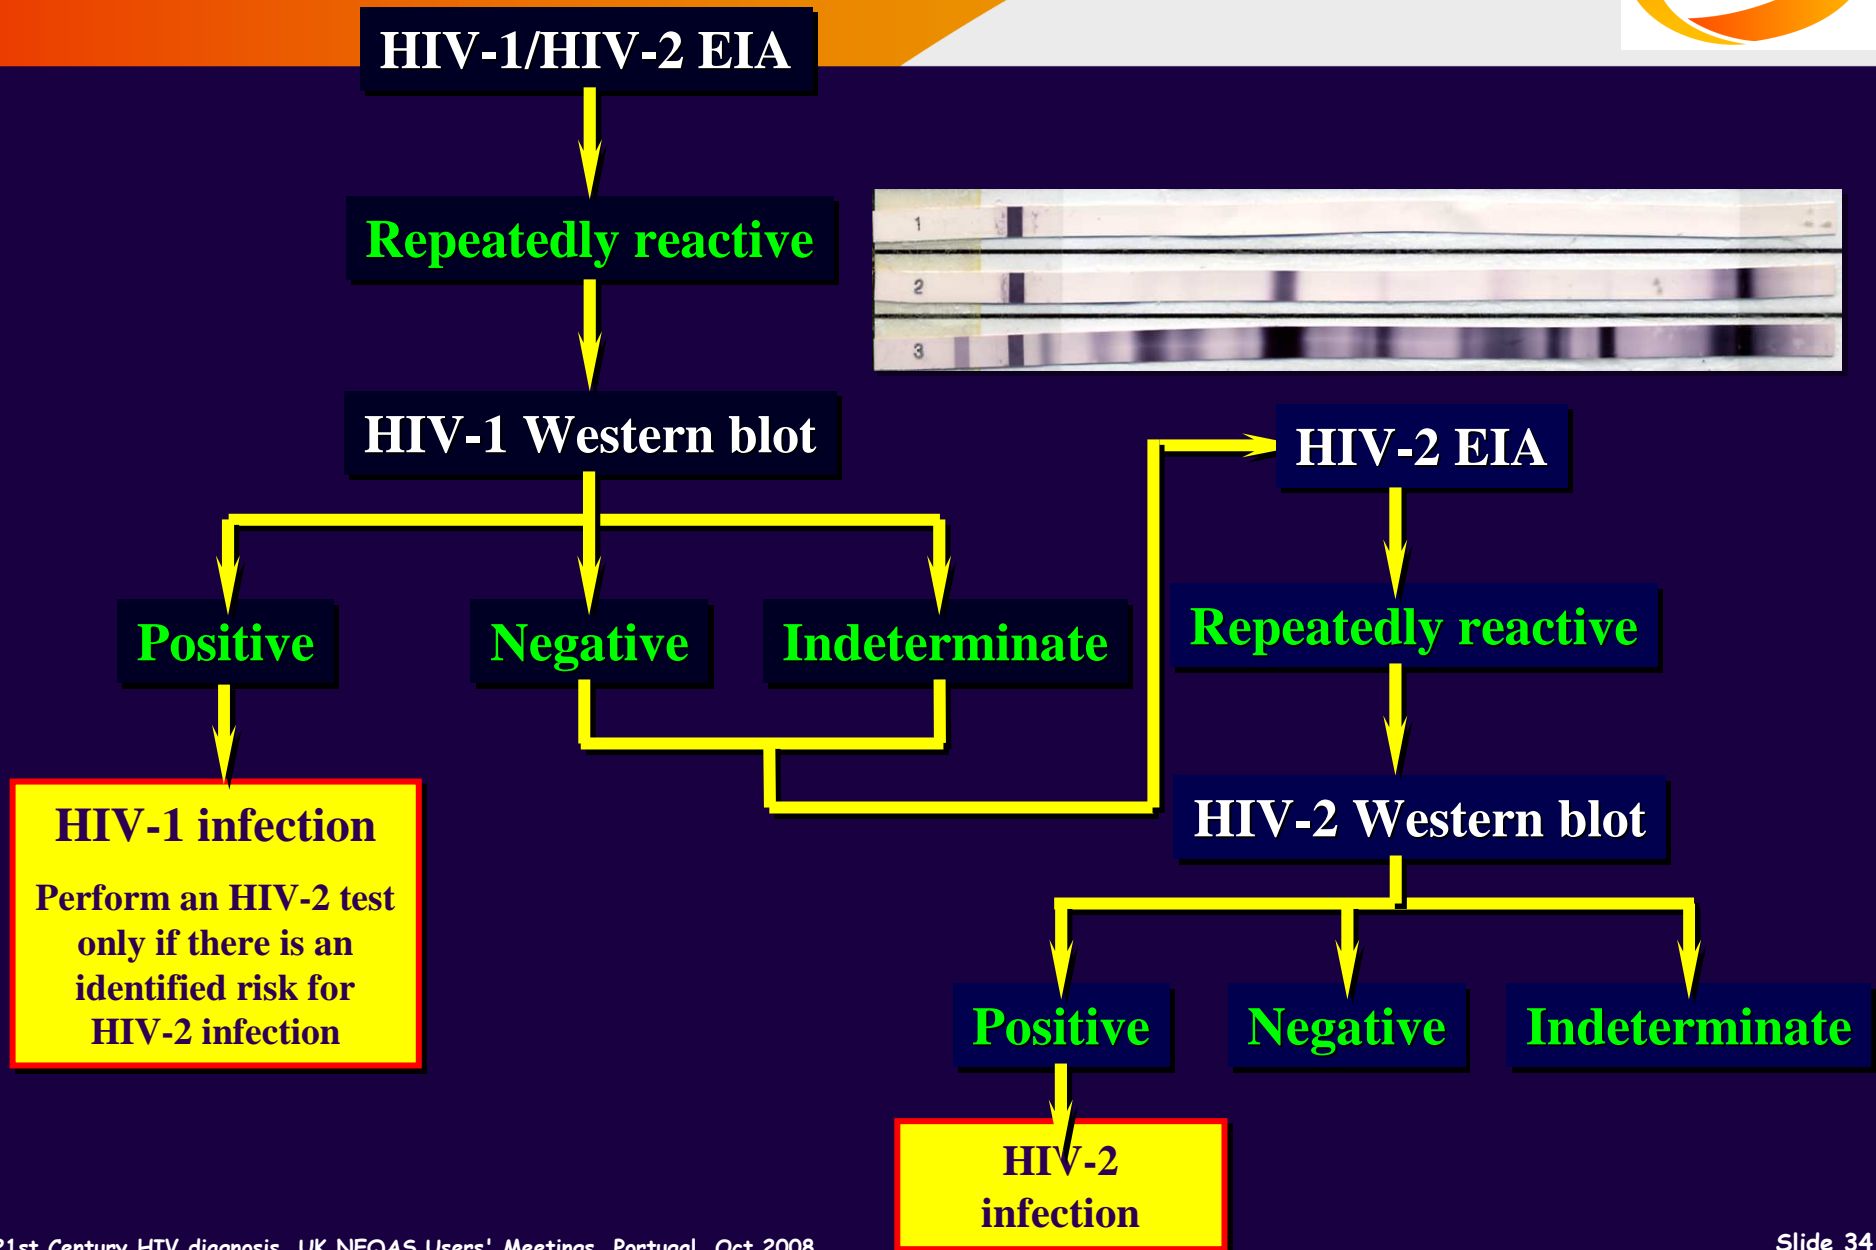 HIV-1/HIV-2 EIA
Repeatedly reactive
1
2
3
HIV-1 Western blot
HIV-2 EIA
Positive
Negative
Indeterminate
Repeatedly reactive
HIV-1 infection
Perform an HIV-2 test
only if there is an
identified risk for
HIV-2 infection
HIV-2 Western blot
Positive
Negative
Indeterminate
HIV-2
infection
21st Century HIV diagnosis, UK NEQAS Users' Meetings, Portugal, Oct 2008
Slide 34